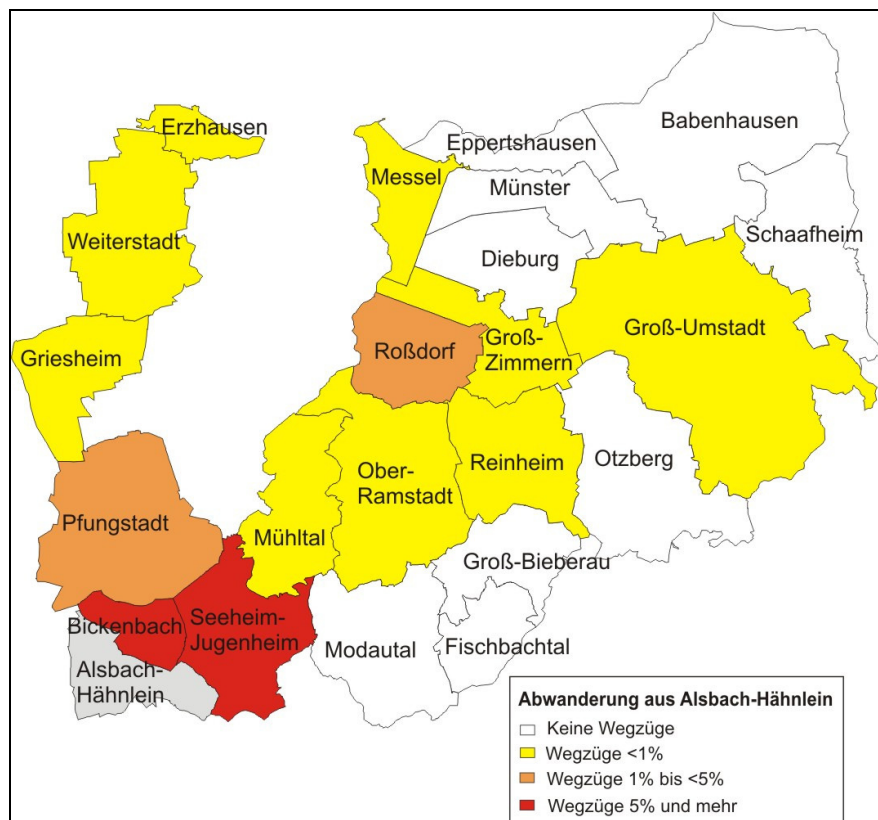 Babenhausen
Erzhausen
Eppertshausen
Messel
Münster
Weiterstadt
Schaafheim
Dieburg
Groß-Umstadt
Griesheim
Roßdorf
Groß-
Zimmern
Otzberg
Ober-
Ramstadt
Reinheim
Pfungstadt
Mühltal
Groß-Bieberau
Seeheim-
Jugenheim
Bickenbach
Modautal
Fischbachtal
Alsbach-
Hähnlein
Abwanderung aus Alsbach-Hähnlein
Keine Wegzüge
Wegzüge <1%
Wegzüge 1% bis <5%
Wegzüge 5% und mehr